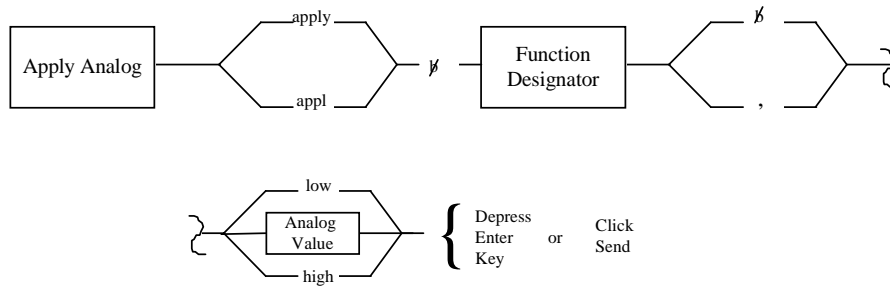 apply
Apply Analog
appl
ƀ
Function
Designator
ƀ
,
low
Analog
Value
high
{
Depress
Enter
Key
or
Click
Send